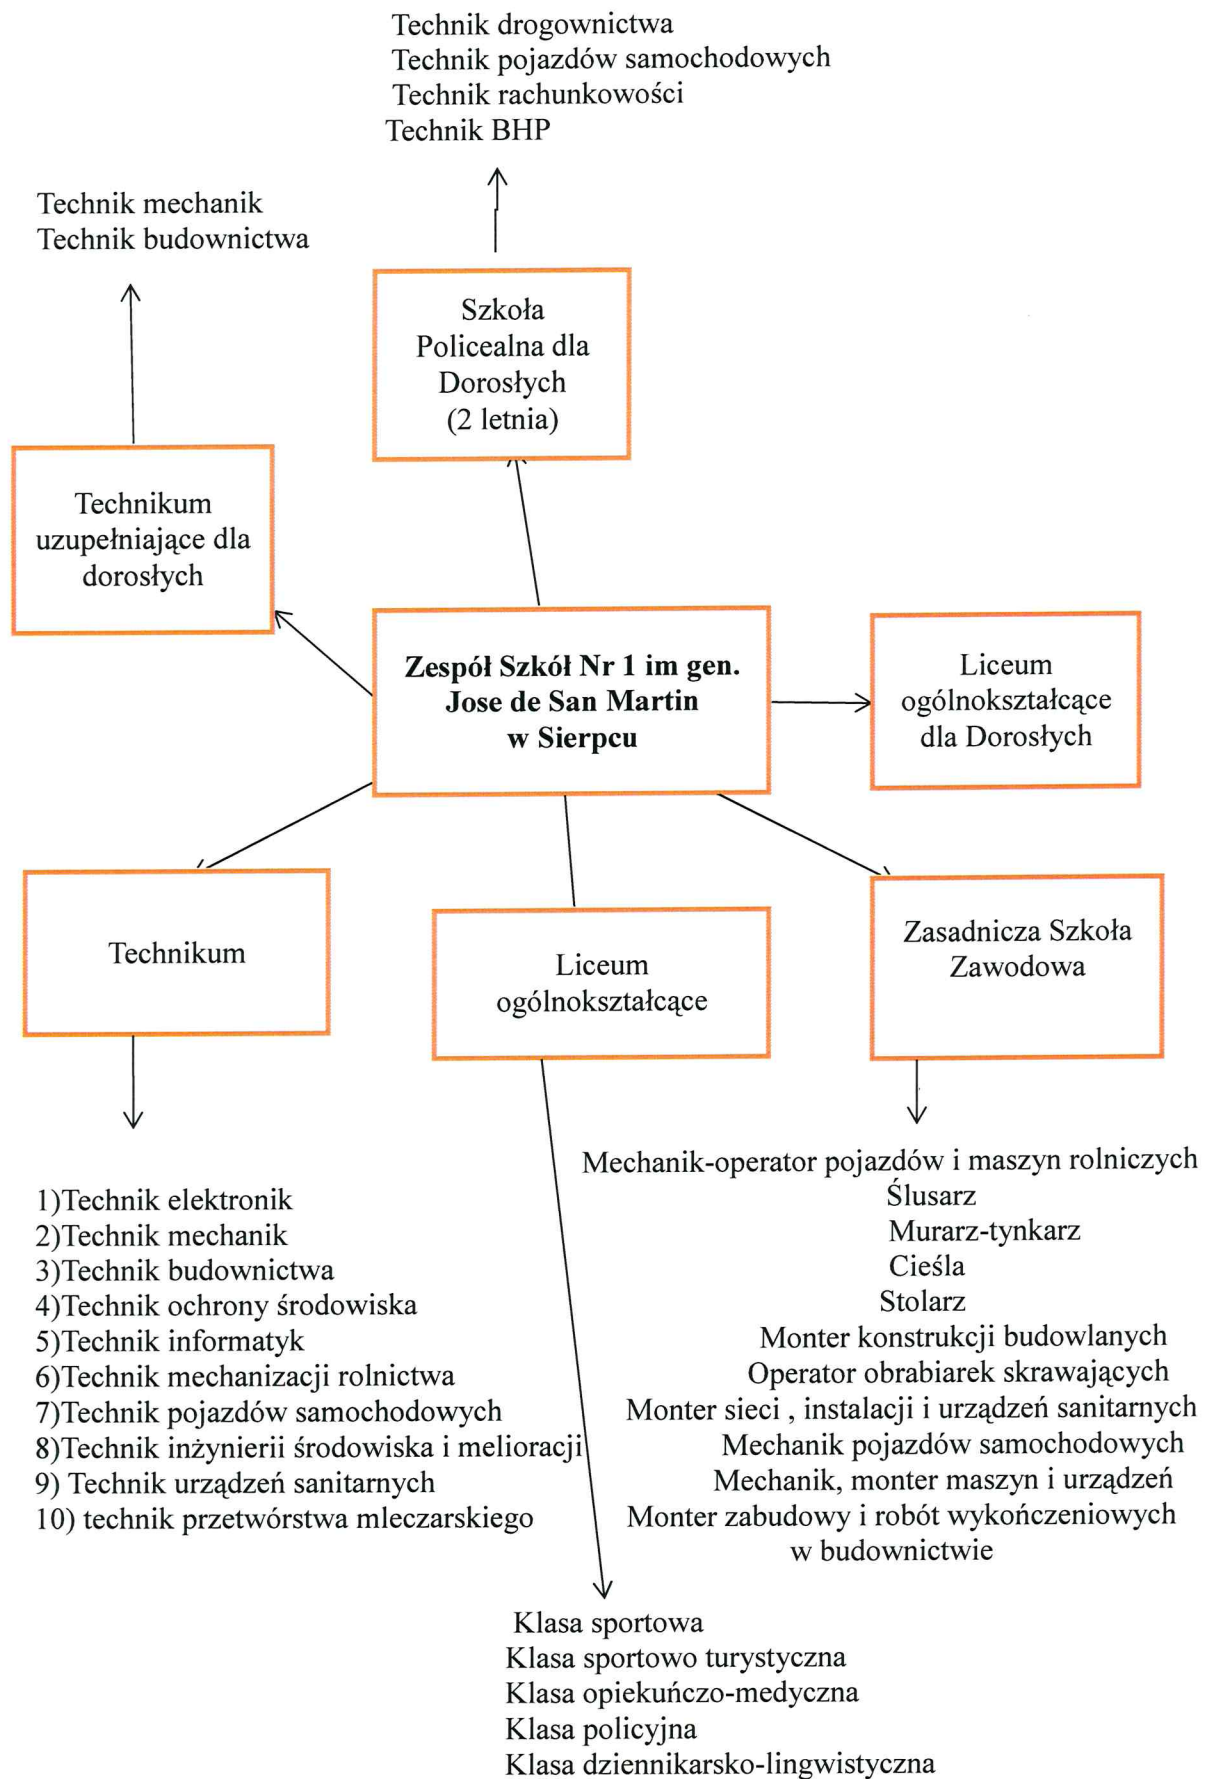 Technik drogownictwa
Technik pojazdów samochodowych
Technik rachunkowości
Technik BHP
Technik mechanik
Technik budownictwa
Szkoła
Policealna dla
Dorosłych
(2 letnia)
Technikum
uzupełniające dla
dorosłych
Zespół Szkół Nr 1 im gen.
Jose de San Martin
w Sierpcu
Liceum
ogólnokształcące
dla Dorosłych
Technikum
Liceum
ogólnokształcące
Zasadnicza Szkoła
Zawodowa
1)Technik elektronik
2)Technik mechanik
3)Technik budownictwa
4)Technik ochrony środowiska
5)Technik informatyk
6)Technik mechanizacji rolnictwa
7)Technik pojazdów samochodowych
8)Technik inżynierii środowiska i melioracji
9) Technik urządzeń sanitarnych
10) technik przetwórstwa mleczarskiego
Mechanik-operator pojazdów i maszyn rolniczych
Ślusarz
Murarz-tynkarz
Cieśla
Stolarz
Monter konstrukcji budowlanych
Operator obrabiarek skrawających
Monter sieci , instalacji i urządzeń sanitarnych
Mechanik pojazdów samochodowych
Mechanik, monter maszyn i urządzeń
Monter zabudowy i robót wykończeniowych
w budownictwie
Klasa sportowa
Klasa sportowo turystyczna
Klasa opiekuńczo-medyczna
Klasa policyjna
Klasa dziennikarsko-lingwistyczna